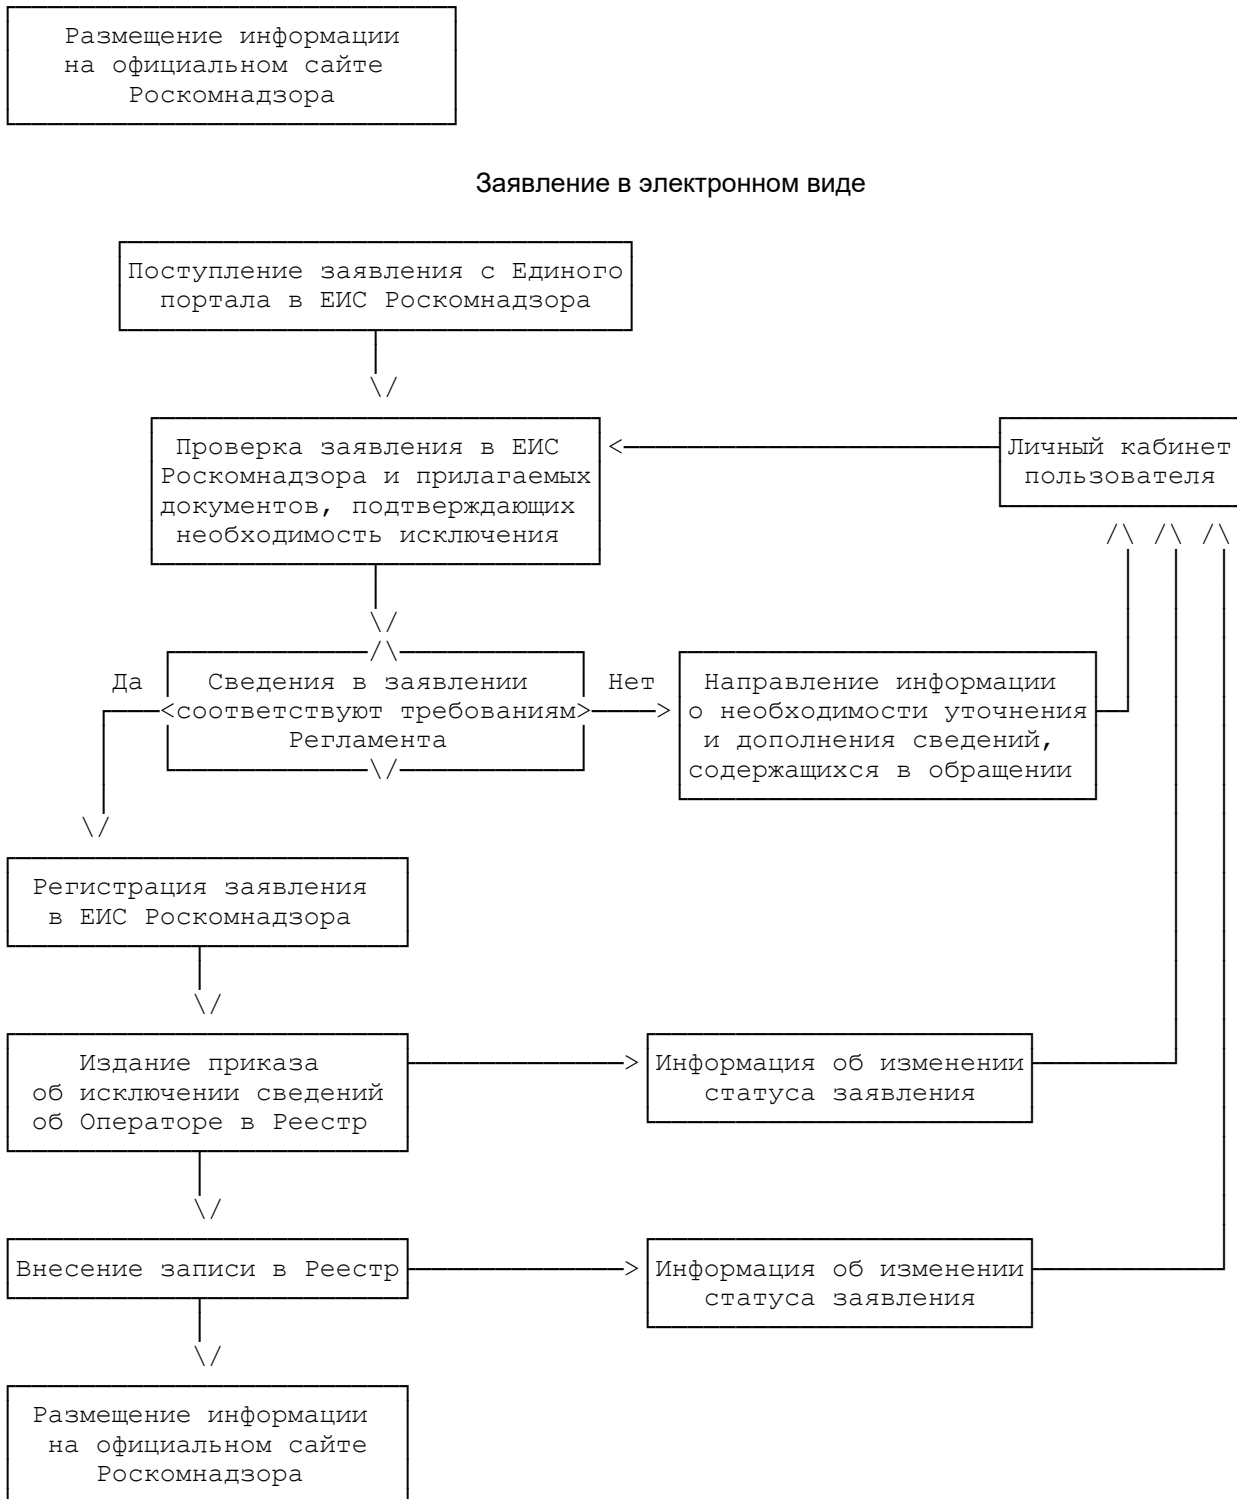 Размещение информации
на официальном сайте
Роскомнадзора
Заявление в электронном виде
Поступление заявления с Единого
портала в ЕИС Роскомнадзора
Проверка заявления в ЕИС
Роскомнадзора и прилагаемых
документов, подтверждающих
необходимость исключения
Личный кабинет
пользователя
Да
Сведения в заявлении
соответствуют требованиям
Регламента
Нет
Направление информации
о необходимости уточнения
и дополнения сведений,
содержащихся в обращении
Регистрация заявления
в ЕИС Роскомнадзора
Издание приказа
об исключении сведений
об Операторе в Реестр
Информация об изменении
статуса заявления
Внесение записи в Реестр
Информация об изменении
статуса заявления
Размещение информации
на официальном сайте
Роскомнадзора